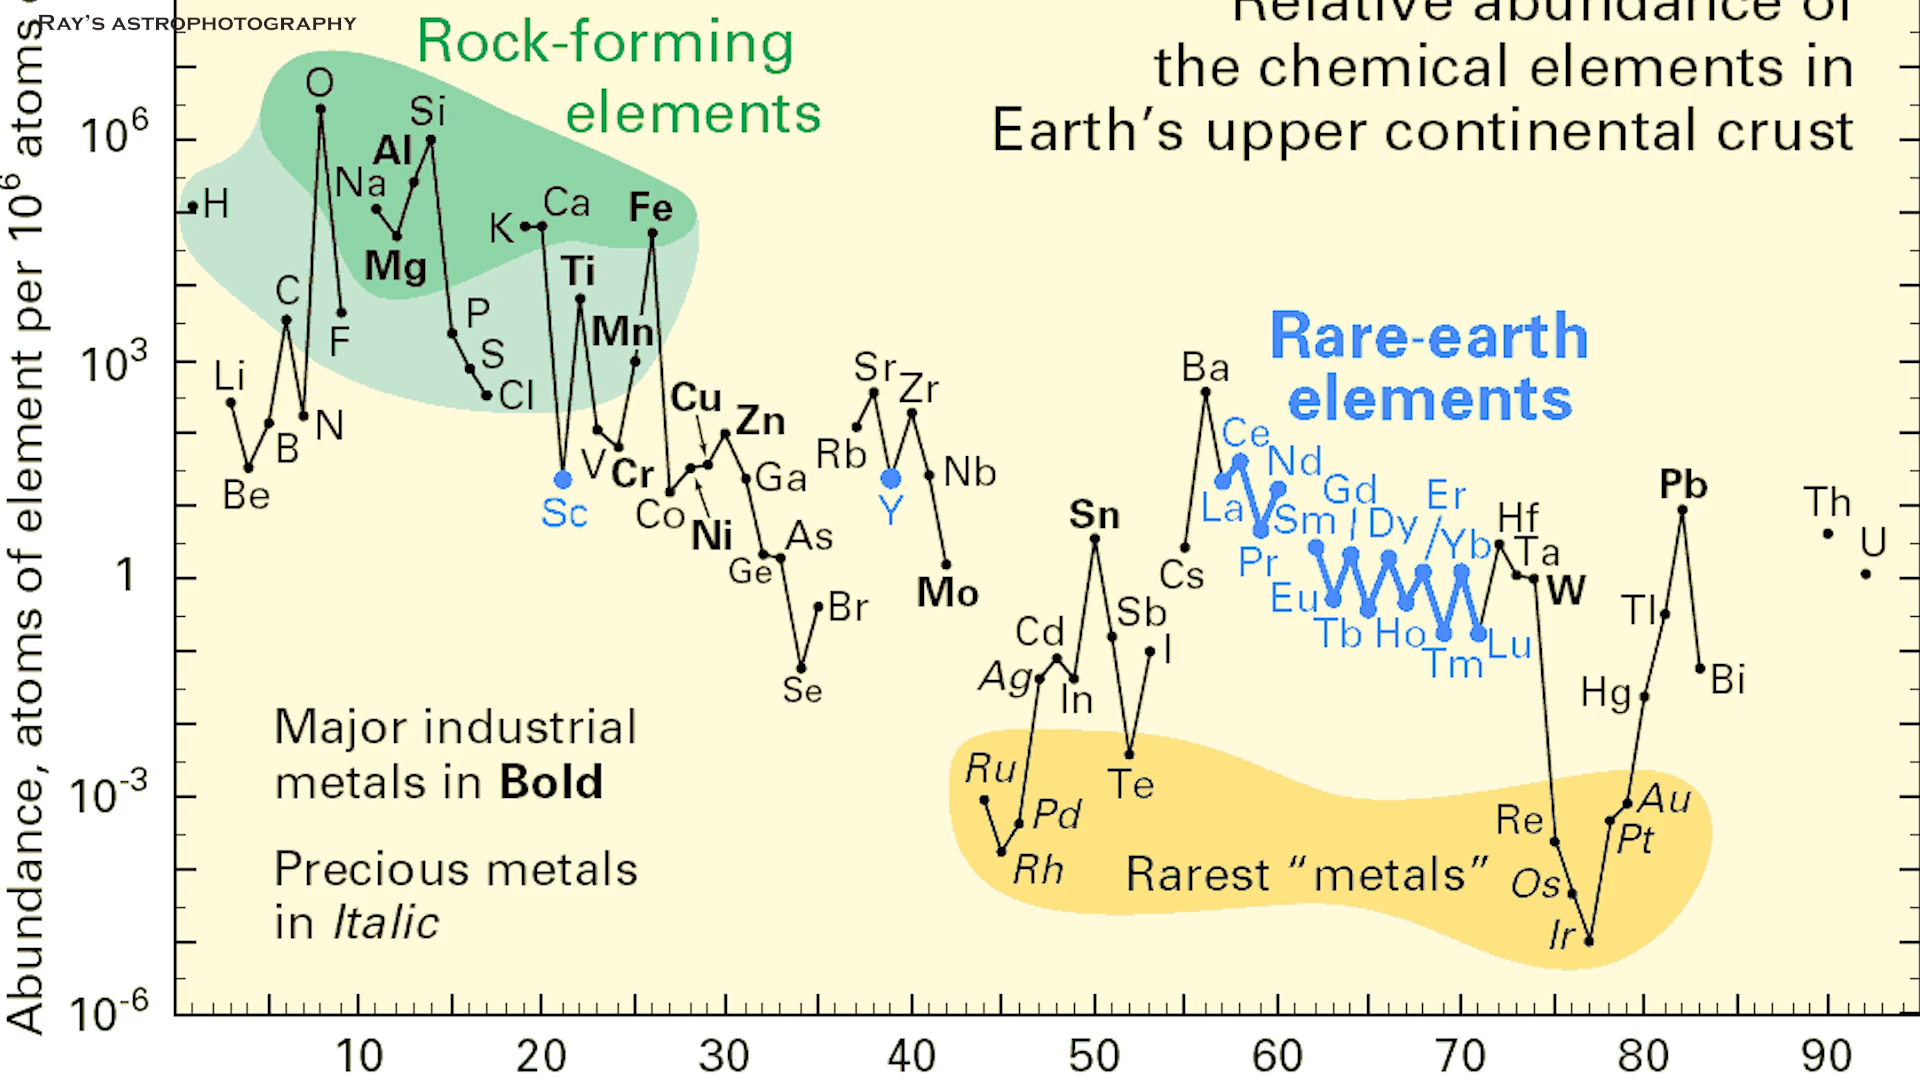 RAY'S ASTROPHOTOGRAPHY
Abundance, atoms of element per 10⁶ atoms
Relative abundance of
the chemical elements in
Earth's upper continental crust
Rock-forming
elements
Rare-earth
elements
Major industrial
metals in Bold
Precious metals
in Italic
Rarest “metals”
10⁶
10³
1
10⁻³
10⁻⁶
H
Li
Be
B
C
N
O
F
Na
Mg
Al
Si
P
S
Cl
K
Ca
Sc
Ti
V
Cr
Mn
Fe
Co
Ni
Cu
Zn
Ga
Ge
As
Se
Br
Rb
Sr
Y
Zr
Nb
Mo
Ru
Rh
Pd
Ag
Cd
In
Sn
Sb
Te
I
Cs
Ba
La
Ce
Pr
Nd
Sm
Eu
Gd
Tb
Dy
Ho
Er
Tm
Yb
Lu
Hf
Ta
W
Re
Os
Ir
Pt
Au
Hg
Tl
Pb
Bi
Th
U
10 20 30 40 50 60 70 80 90